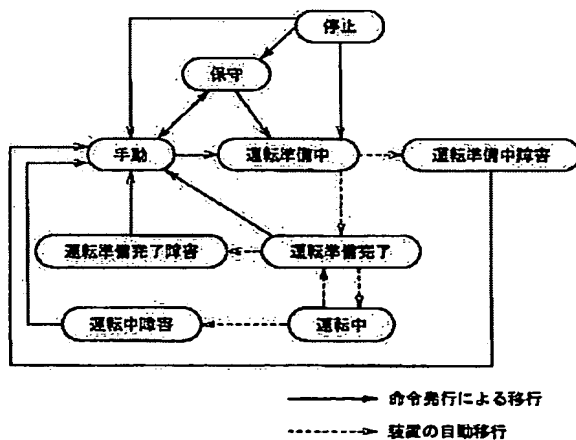 停止
保守
手動
運転準備中
運転準備中障害
運転準備完了障害
運転準備完了
運転中障害
運転中
命令発行による移行
装置の自動移行